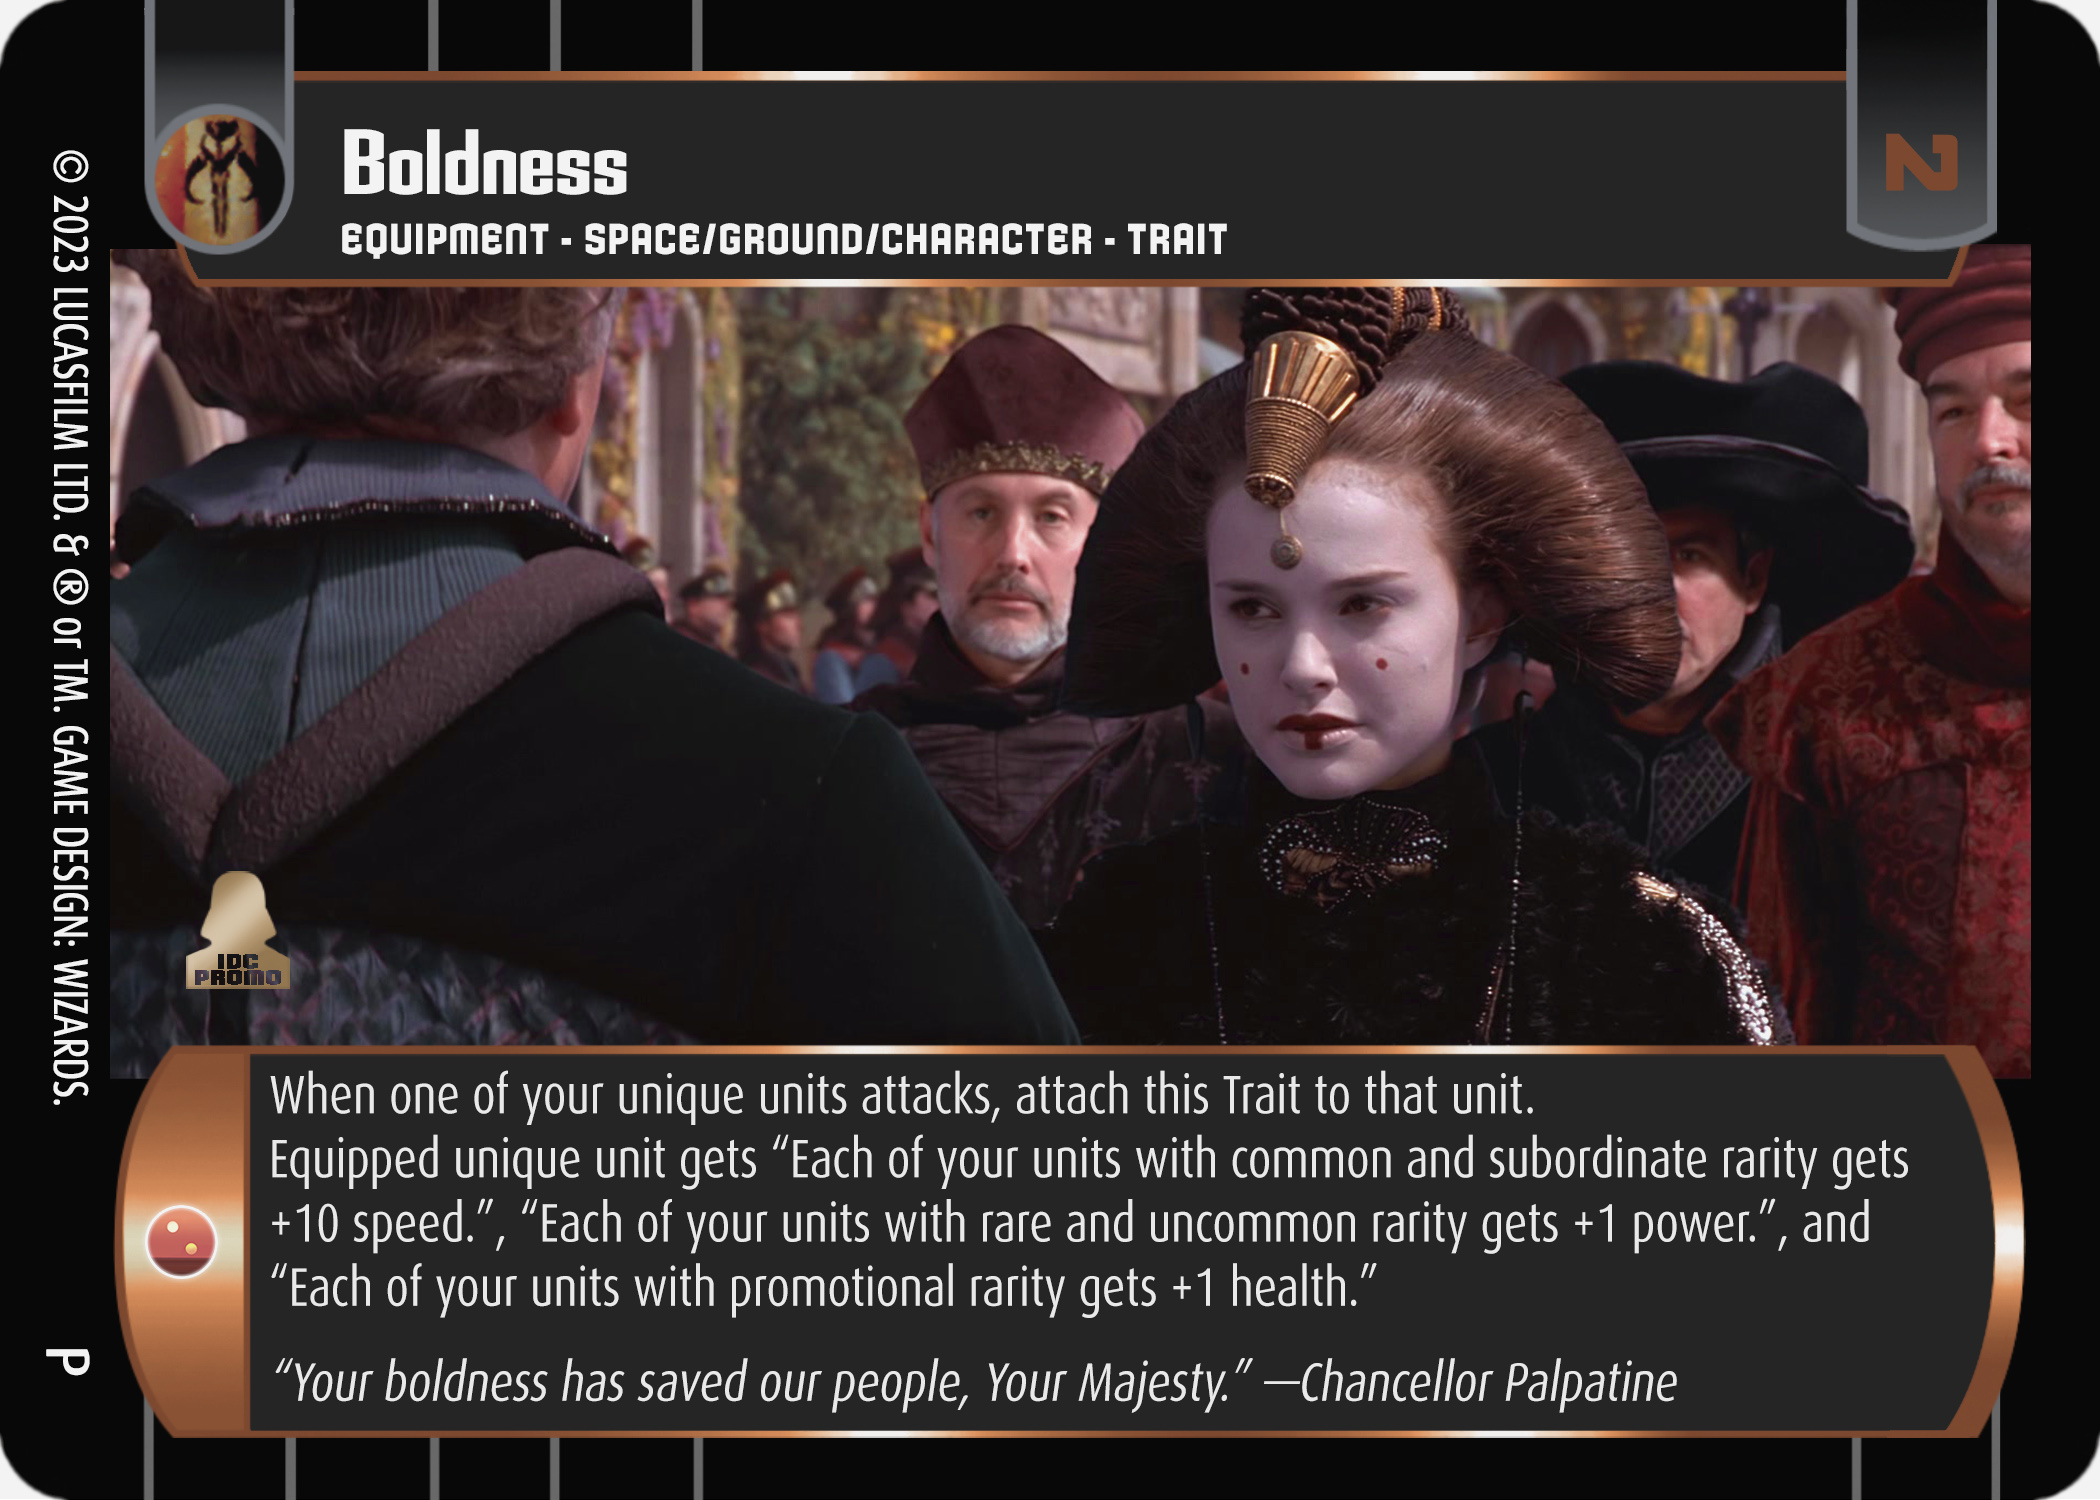 Boldness
EQUIPMENT - SPACE/GROUND/CHARACTER - TRAIT
2
© 2023 LUCASFILM LTD. & ® or TM. GAME DESIGN: WIZARDS.
P
IDC
PROMO
When one of your unique units attacks, attach this Trait to that unit.
Equipped unique unit gets “Each of your units with common and subordinate rarity gets
+10 speed.”, “Each of your units with rare and uncommon rarity gets +1 power.”, and
“Each of your units with promotional rarity gets +1 health.”
“Your boldness has saved our people, Your Majesty.” —Chancellor Palpatine